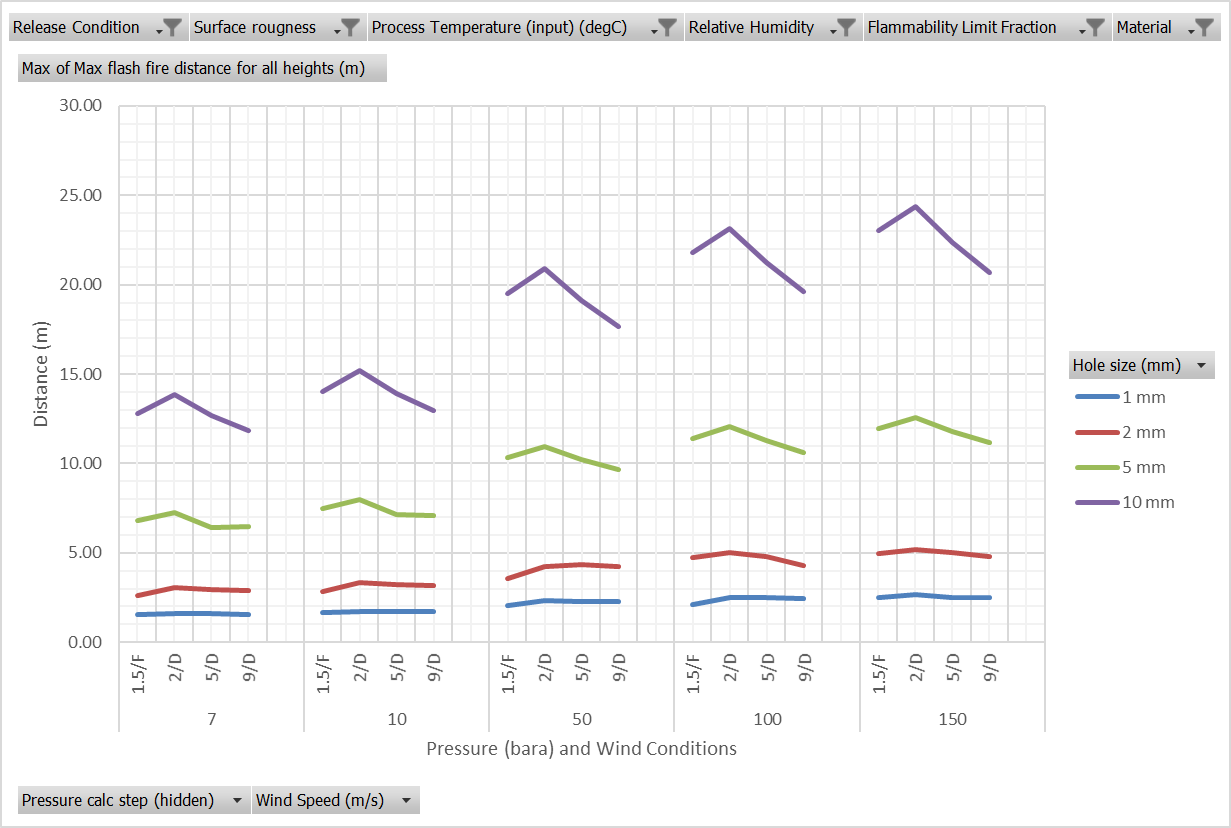 Release Condition Surface rougness Process Temperature (input) (degC) Relative Humidity Flammability Limit Fraction Material
Max of Max flash fire distance for all heights (m)
30.00
25.00
20.00
15.00
10.00
5.00
0.00
Distance (m)
1.5/F 2/D 5/D 9/D 1.5/F 2/D 5/D 9/D 1.5/F 2/D 5/D 9/D 1.5/F 2/D 5/D 9/D 1.5/F 2/D 5/D 9/D
7 10 50 100 150
Pressure (bara) and Wind Conditions
Hole size (mm)
1 mm
2 mm
5 mm
10 mm
Pressure calc step (hidden) Wind Speed (m/s)